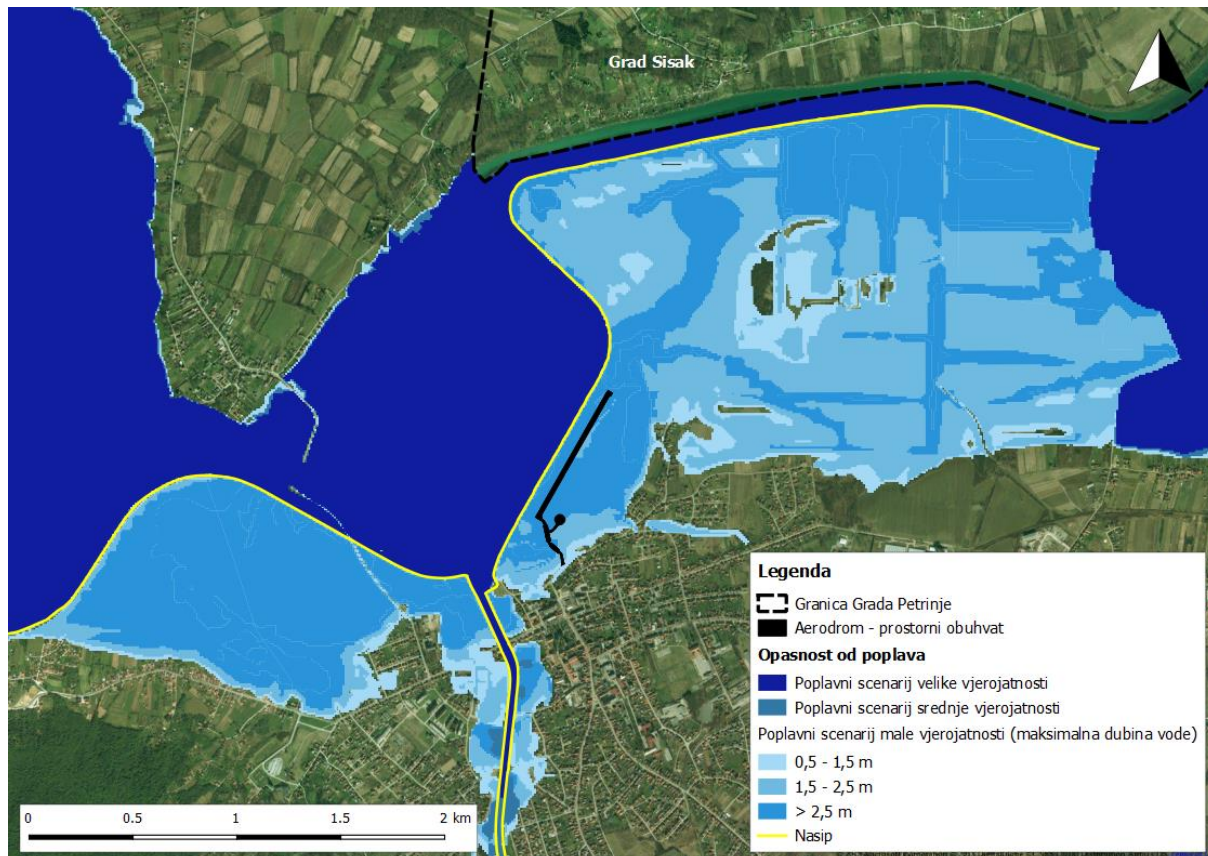 Grad Sisak
Legenda
Granica Grada Petrinje
Aerodrom - prostorni obuhvat
Opasnost od poplava
Poplavni scenarij velike vjerojatnosti
Poplavni scenarij srednje vjerojatnosti
Poplavni scenarij male vjerojatnosti (maksimalna dubina vode)
0,5 - 1,5 m
1,5 - 2,5 m
> 2,5 m
Nasip
0 0.5 1 1.5 2 km